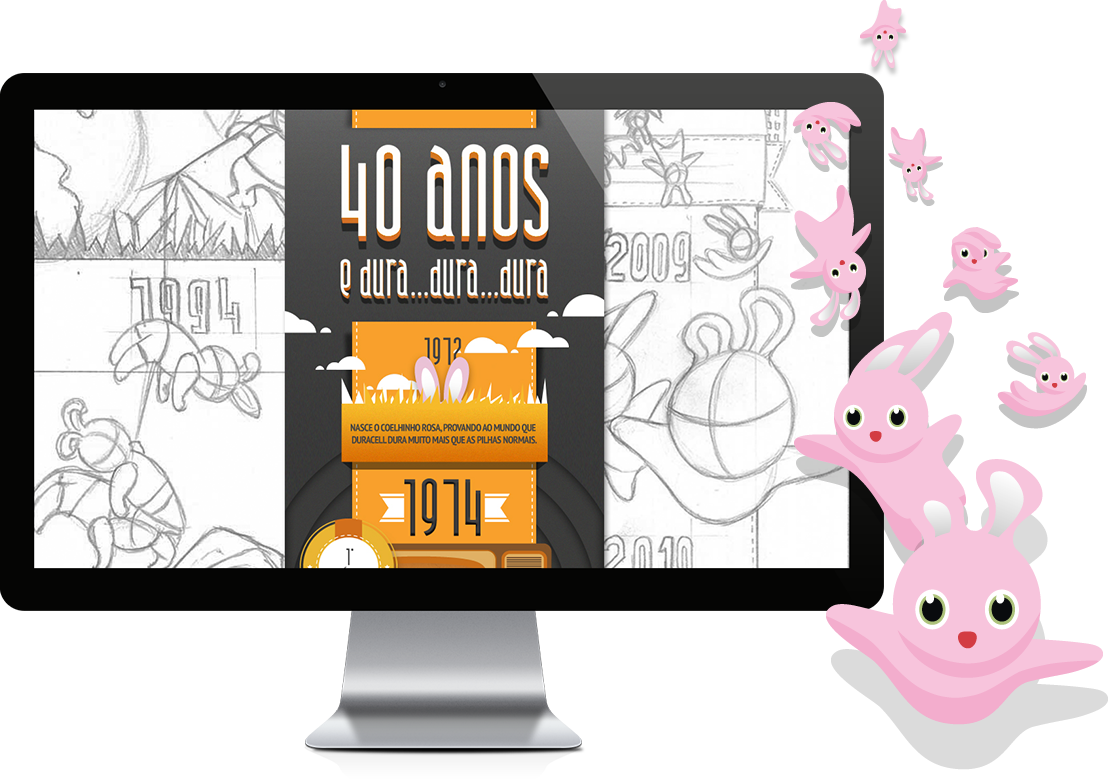 40 anos
e dura...dura...dura
1972
NASCE O COELHINHO ROSA, PROVANDO AO MUNDO QUE
DURACELL DURA MUITO MAIS QUE AS PILHAS NORMAIS.
1974
1º
1994
2009
2010